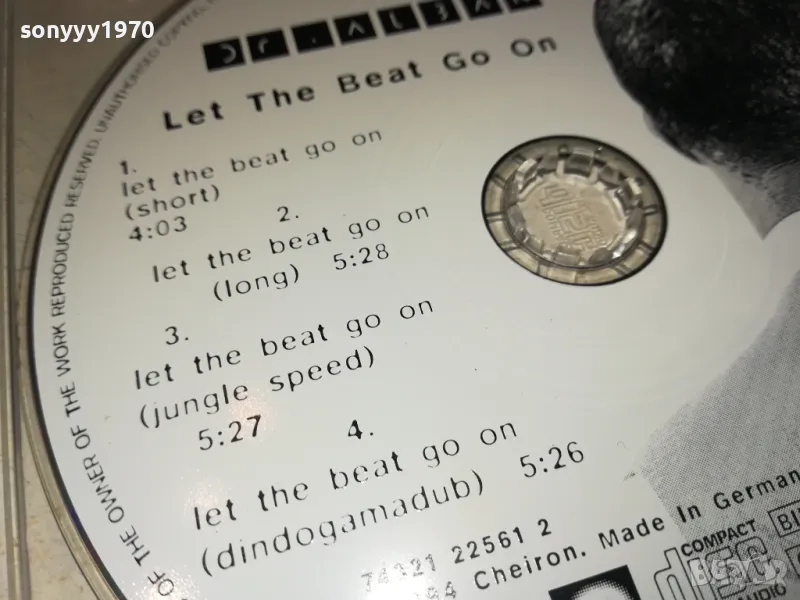 sonyyy1970
Let The Beat Go On
1.
let the beat go on
(short)
4:03
2.
let the beat go on
(long) 5:28
3.
let the beat go on
(jungle speed)
5:27
4.
let the beat go on
(dindogamadub) 5:26
22561 2
Cheiron. Made In German
COMPACT
OF THE OWNER OF THE WORK REPRODUCED RESERVED. UNAUTHORISED COPYING,